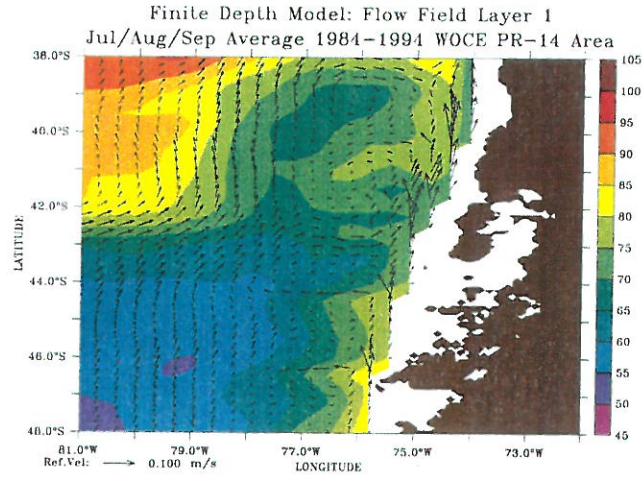 Finite Depth Model: Flow Field Layer 1
Jul/Aug/Sep Average 1984-1994 WOCE PR-14 Area
38.0°S
40.0°S
42.0°S
44.0°S
46.0°S
48.0°S
LATITUDE
81.0°W 79.0°W 77.0°W 75.0°W 73.0°W
LONGITUDE
Ref.Vel: 0.100 m/s
105
100
95
90
85
80
75
70
65
60
55
50
45